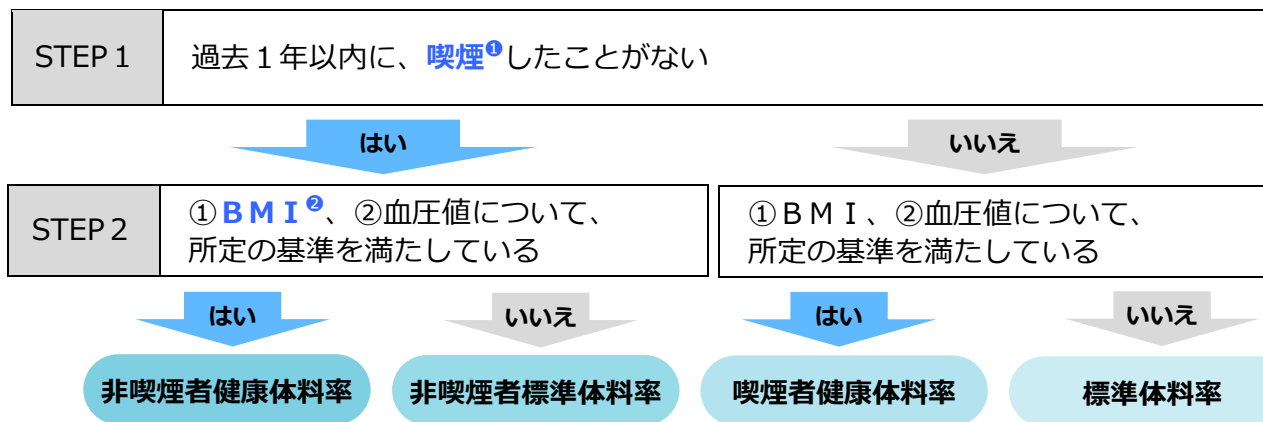 STEP１ 過去１年以内に、喫煙❶したことがない
はい いいえ
STEP２
①ＢＭＩ❷、②血圧値について、
所定の基準を満たしている
①ＢＭＩ、②血圧値について、
所定の基準を満たしている
はい いいえ はい いいえ
非喫煙者健康体料率 非喫煙者標準体料率 喫煙者健康体料率 標準体料率